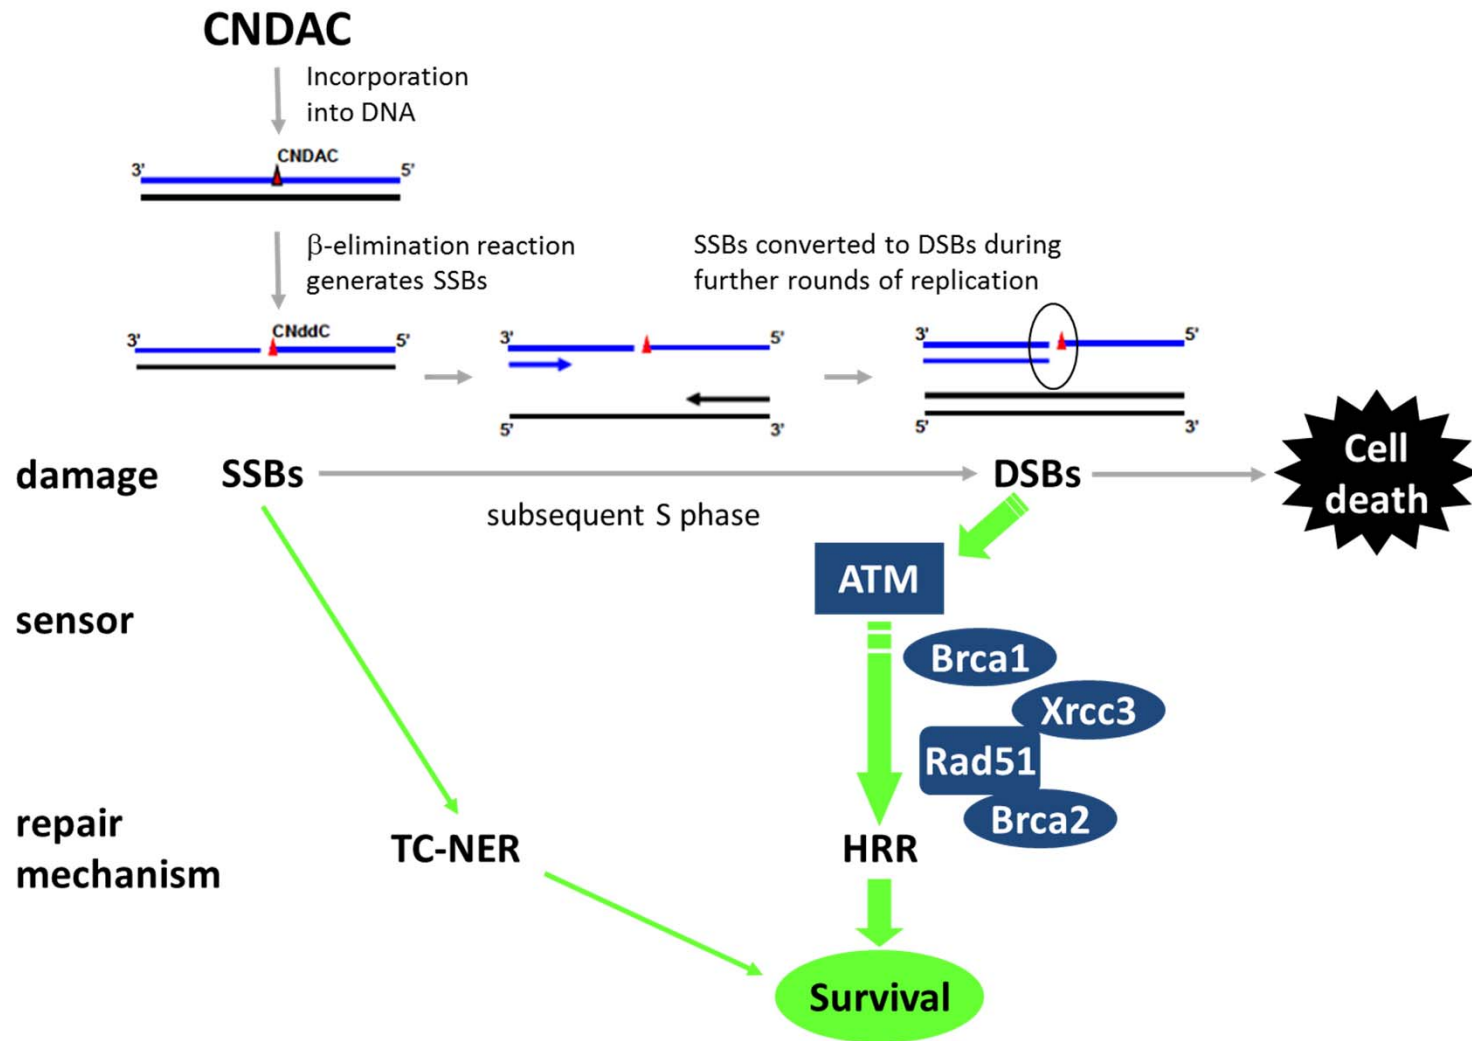 CNDAC
Incorporation
into DNA
CNDAC
3'
5'
β-elimination reaction
generates SSBs
SSBs converted to DSBs during
further rounds of replication
3'
CNddC
5'
3'
5'
5'
3'
3'
5'
5'
3'
damage
SSBs
DSBs
Cell
death
subsequent S phase
ATM
sensor
Brca1
Xrcc3
Rad51
Brca2
repair
mechanism
TC-NER
HRR
Survival